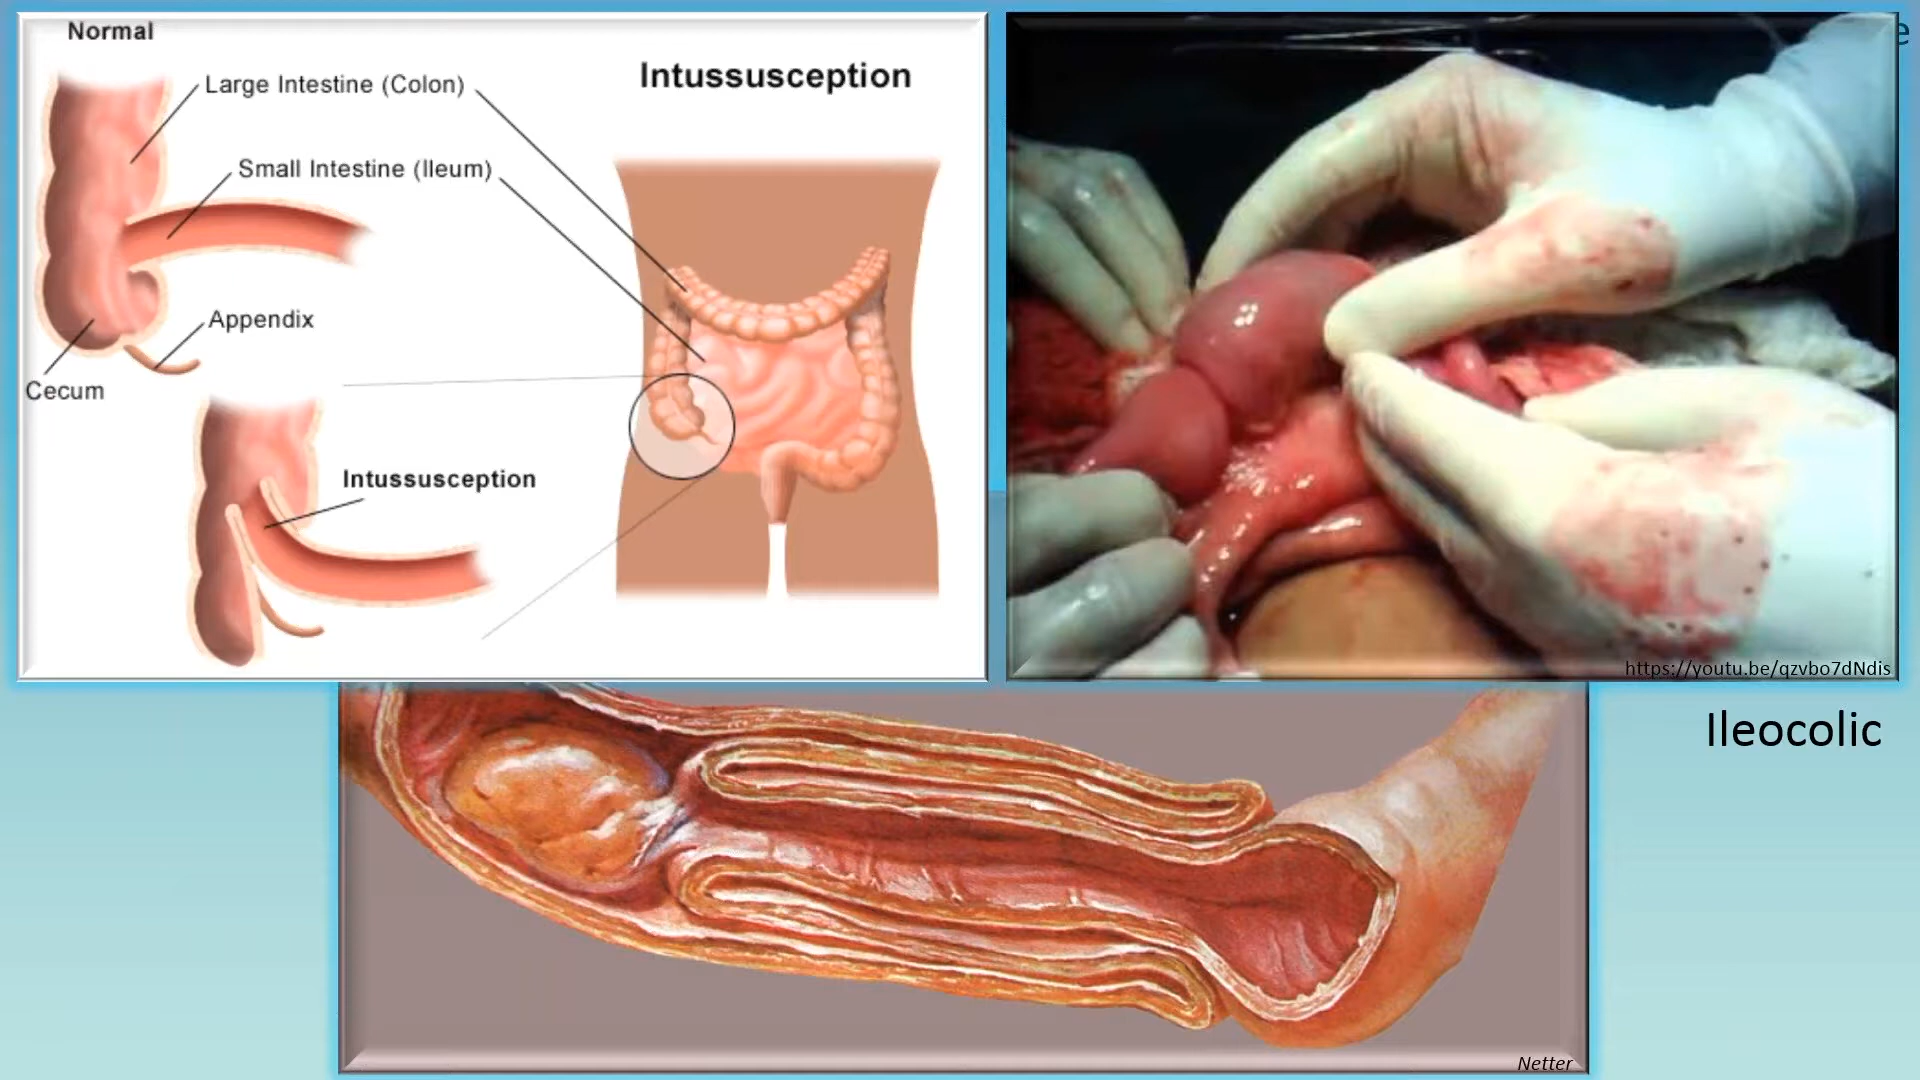 Normal
Large Intestine (Colon)
Intussusception
Small Intestine (Ileum)
Appendix
Cecum
Intussusception
https://youtu.be/qzvbo7dNdis
Ileocolic
Netter